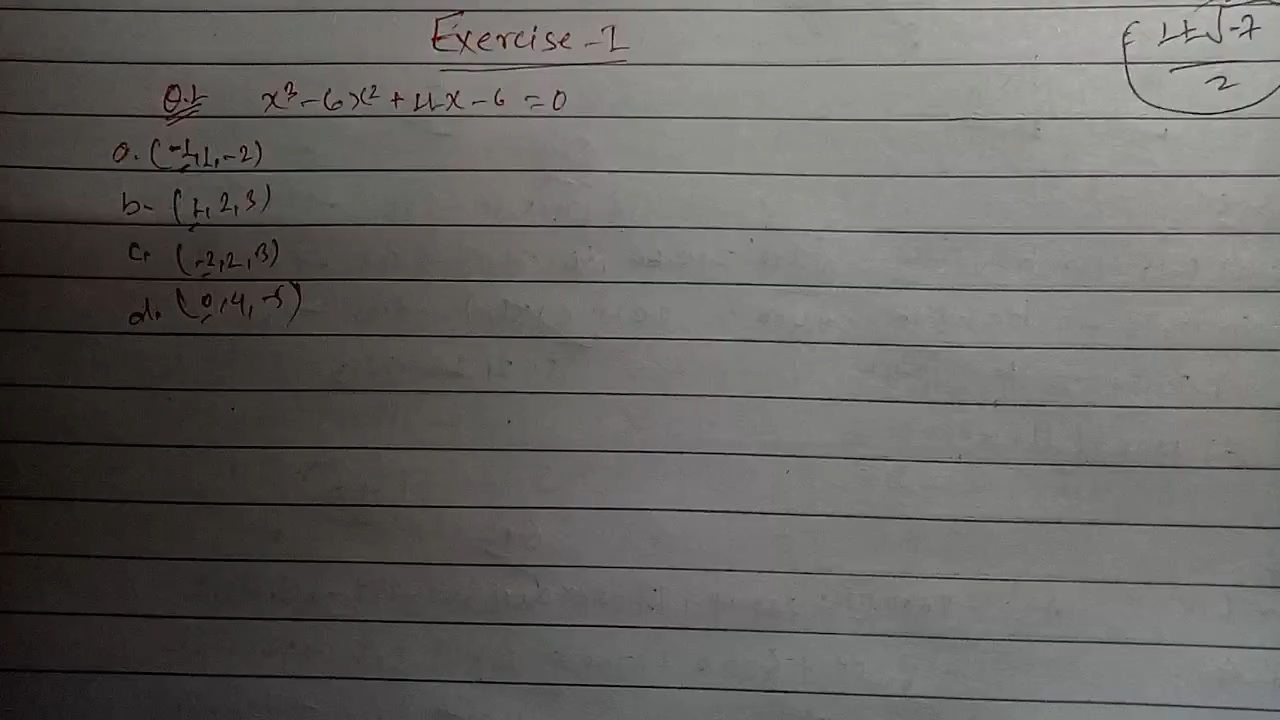 Exercise-1
1±√-7
2
Q.1 x³-6x²+11x-6=0
a. (-1,1,-2)
b- (1,2,3)
c. (-2,2,3)
d. (0,4,-5)